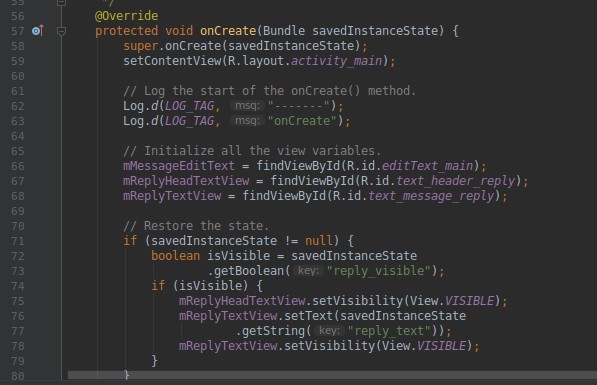 55 */
56 @Override
57 protected void onCreate(Bundle savedInstanceState) {
58 super.onCreate(savedInstanceState);
59 setContentView(R.layout.activity_main);
60
61 // Log the start of the onCreate() method.
62 Log.d(LOG_TAG, msg: "-------");
63 Log.d(LOG_TAG, msg: "onCreate");
64
65 // Initialize all the view variables.
66 mMessageEditText = findViewById(R.id.editText_main);
67 mReplyHeadTextView = findViewById(R.id.text_header_reply);
68 mReplyTextView = findViewById(R.id.text_message_reply);
69
70 // Restore the state.
71 if (savedInstanceState != null) {
72 boolean isVisible = savedInstanceState
73 .getBoolean( key: "reply_visible");
74 if (isVisible) {
75 mReplyHeadTextView.setVisibility(View.VISIBLE);
76 mReplyTextView.setText(savedInstanceState
77 .getString( key: "reply_text"));
78 mReplyTextView.setVisibility(View.VISIBLE);
79 }
80 }